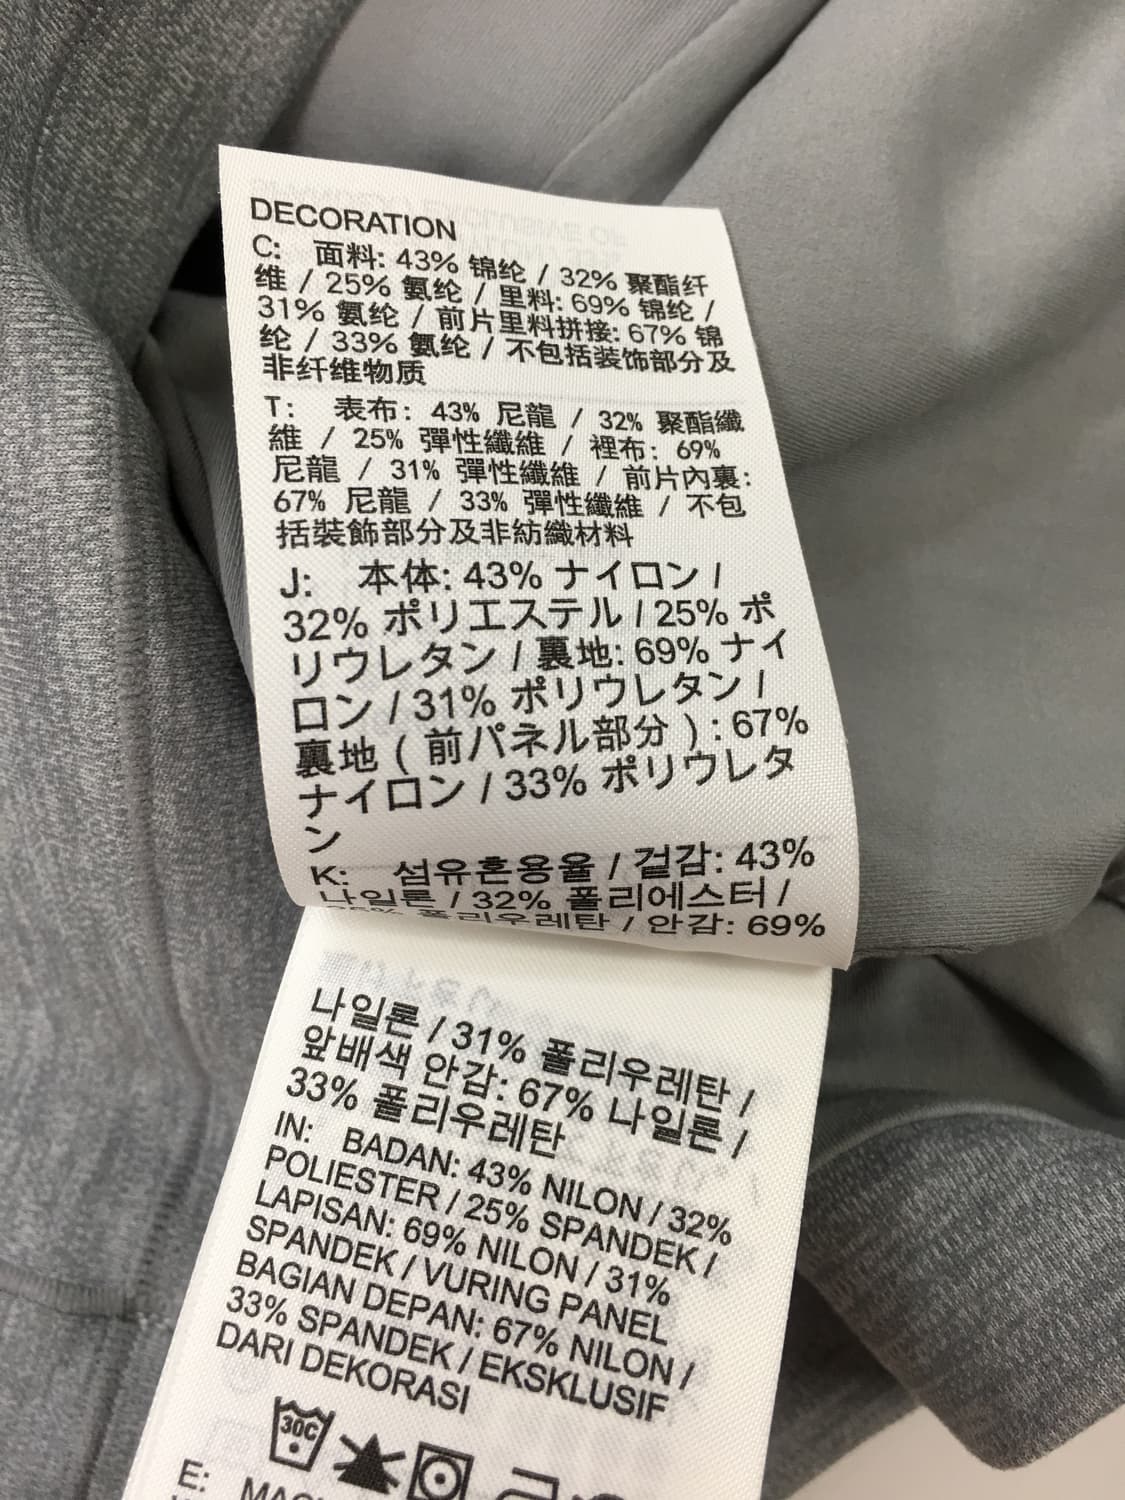 DECORATION
C: 面料: 43% 锦纶 / 32% 聚酯纤
维 / 25% 氨纶 / 里料: 69% 锦纶 /
31% 氨纶 / 前片里料拼接: 67% 锦
纶 / 33% 氨纶 / 不包括装饰部分及
非纤维物质
T: 表布: 43% 尼龍 / 32% 聚酯纖
維 / 25% 彈性纖維 / 裡布: 69%
尼龍 / 31% 彈性纖維 / 前片內裏:
67% 尼龍 / 33% 彈性纖維 / 不包
括裝飾部分及非紡織材料
J: 本体: 43% ナイロン /
32% ポリエステル / 25% ポ
リウレタン / 裏地: 69% ナイ
ロン / 31% ポリウレタン /
裏地 ( 前パネル部分 ) : 67%
ナイロン / 33% ポリウレタ
ン
K: 섬유혼용율 / 겉감: 43%
나일론 / 32% 폴리에스터 /
25% 폴리우레탄 / 안감: 69%
나일론 / 31% 폴리우레탄 /
앞배색 안감: 67% 나일론 /
33% 폴리우레탄
IN: BADAN: 43% NILON / 32%
POLIESTER / 25% SPANDEK /
LAPISAN: 69% NILON / 31%
SPANDEK / VURING PANEL
BAGIAN DEPAN: 67% NILON /
33% SPANDEK / EKSKLUSIF
DARI DEKORASI
30C
E: